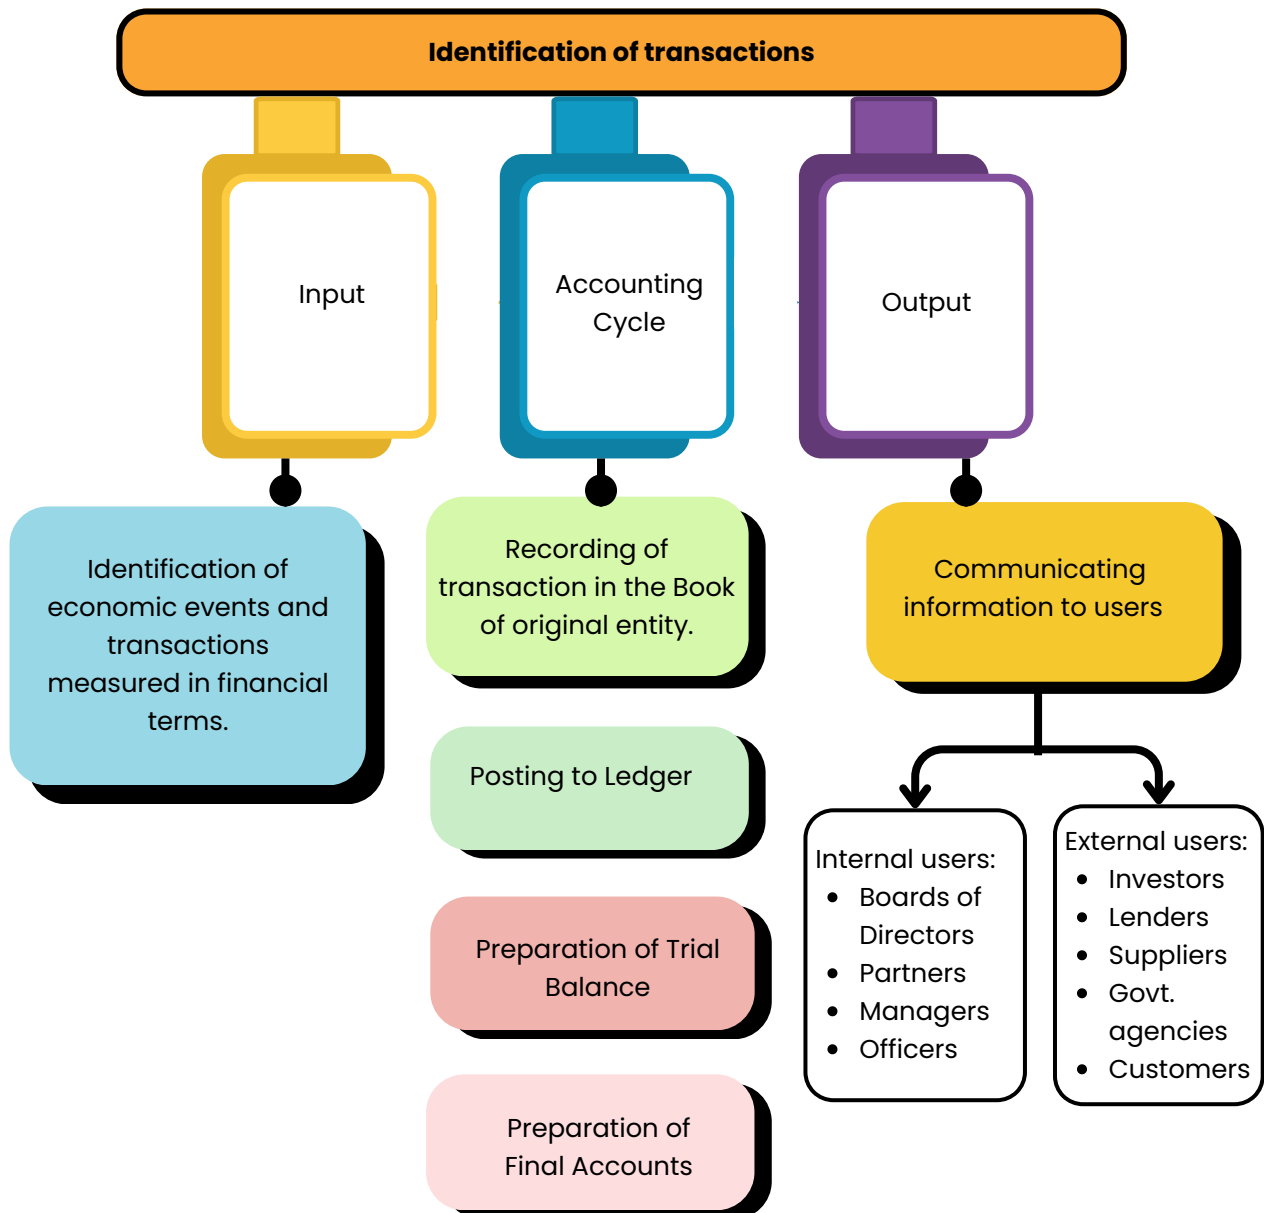 Identification of transactions
Input
Accounting
Cycle
Output
Identification of
economic events and
transactions
measured in financial
terms.
Recording of
transaction in the Book
of original entity.
Posting to Ledger
Preparation of Trial
Balance
Preparation of
Final Accounts
Communicating
information to users
Internal users:
• Boards of
Directors
• Partners
• Managers
• Officers
External users:
• Investors
• Lenders
• Suppliers
• Govt.
agencies
• Customers